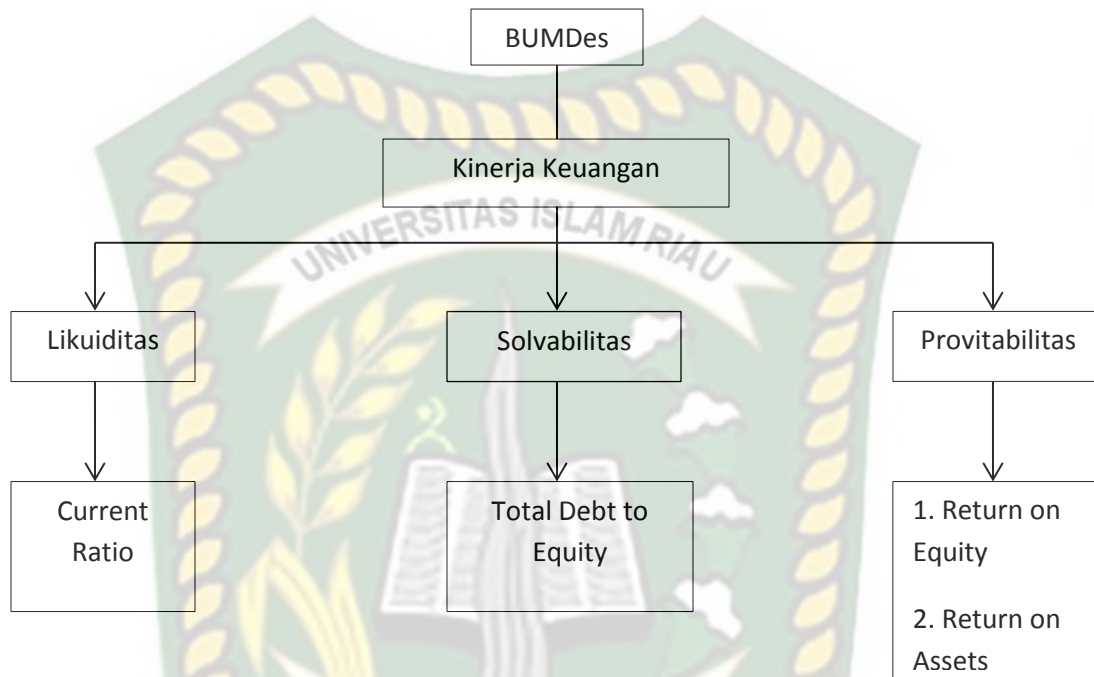 BUMDes
Kinerja Keuangan
UNIVERSITAS ISLAM RIAU
Likuiditas
Solvabilitas
Provitabilitas
Current
Ratio
Total Debt to
Equity
1. Return on
Equity
2. Return on
Assets